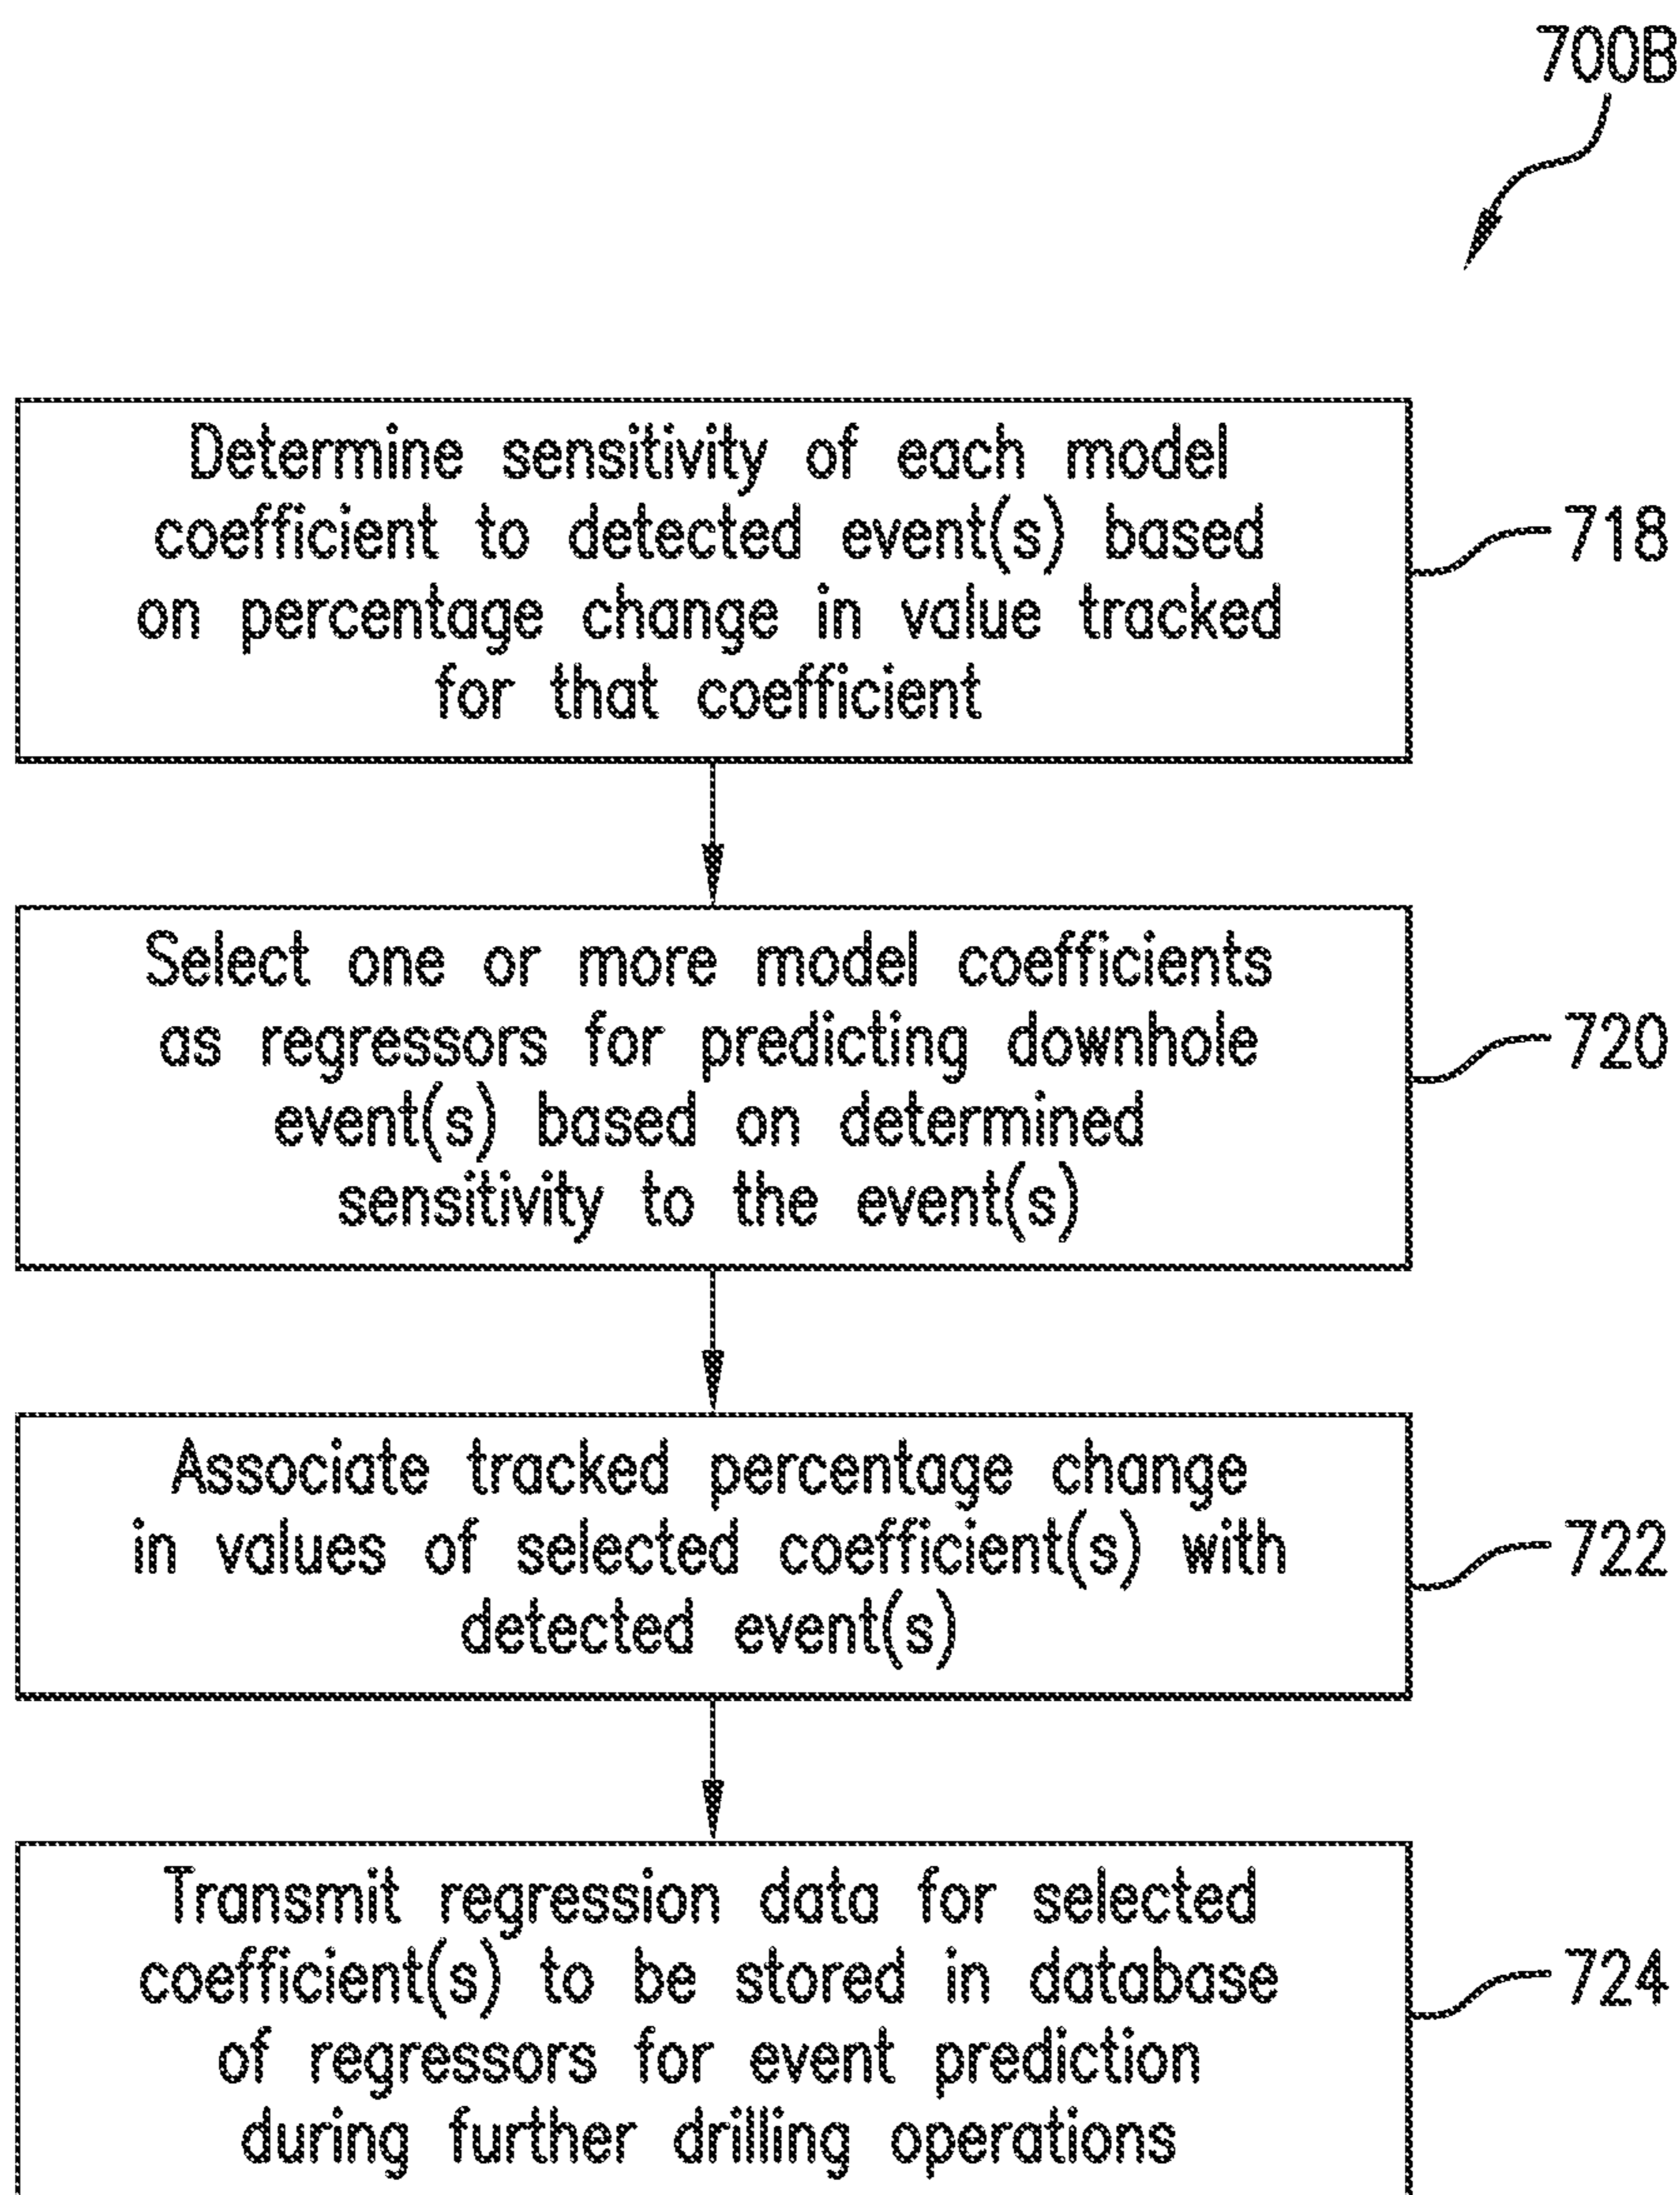 700B
Determine sensitivity of each model
coefficient to detected event(s) based
on percentage change in value tracked
for that coefficient
718
Select one or more model coefficients
as regressors for predicting downhole
event(s) based on determined
sensitivity to the event(s)
720
Associate tracked percentage change
in values of selected coefficient(s) with
detected event(s)
722
Transmit regression data for selected
coefficient(s) to be stored in database
of regressors for event prediction
during further drilling operations
724